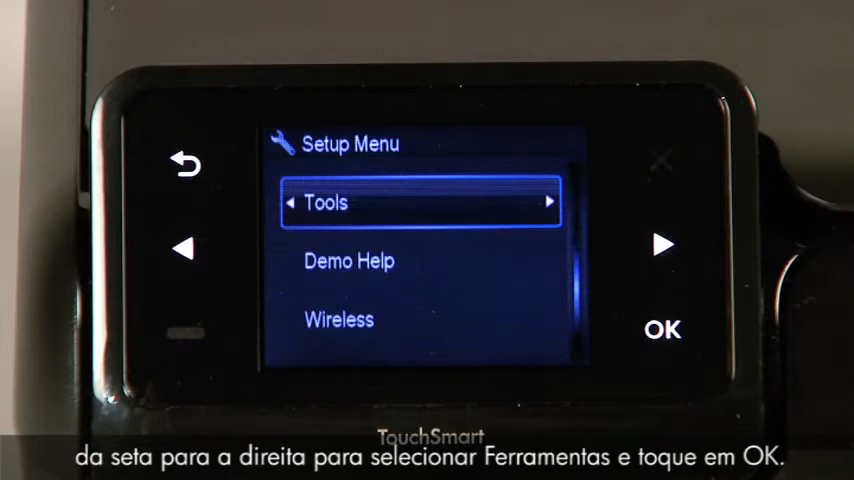 Setup Menu
Tools
Demo Help
Wireless
OK
TouchSmart
da seta para a direita para selecionar Ferramentas e toque em OK.